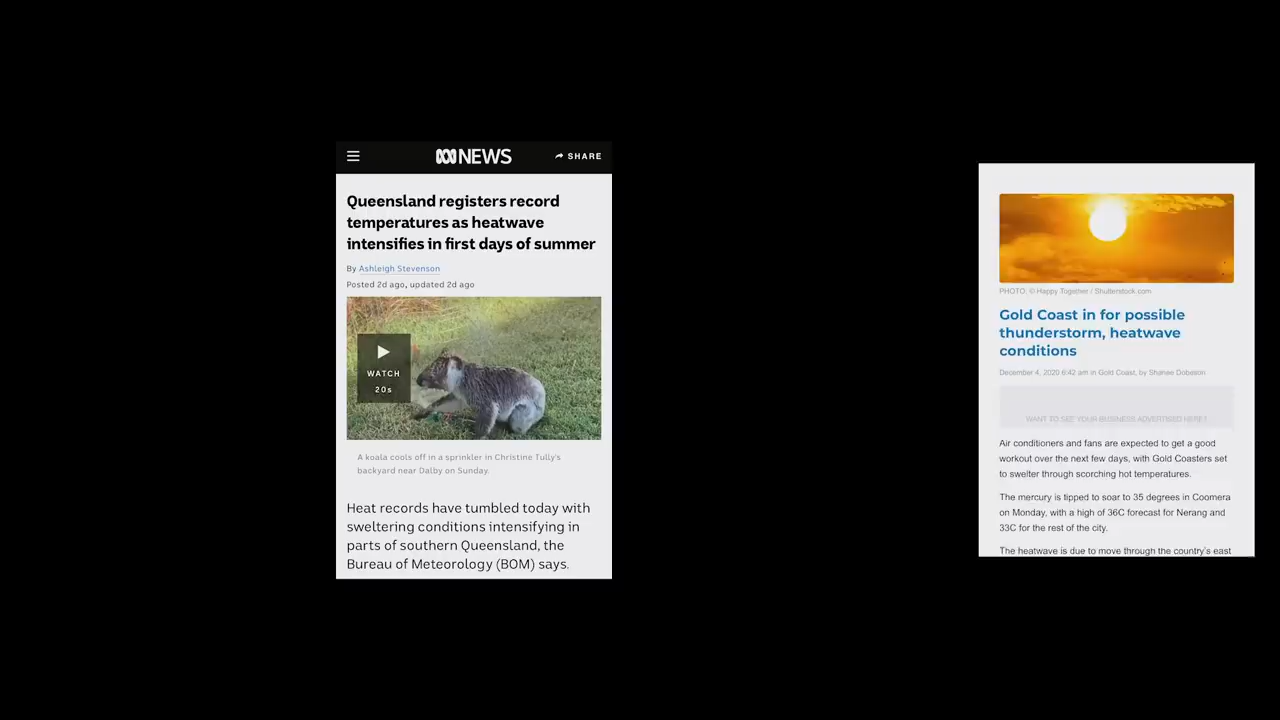 NEWS
SHARE
Queensland registers record
temperatures as heatwave
intensifies in first days of summer
By Ashleigh Stevenson
Posted 2d ago, updated 2d ago
WATCH
20s
A koala cools off in a sprinkler in Christine Tully's
backyard near Dalby on Sunday.
Heat records have tumbled today with
sweltering conditions intensifying in
parts of southern Queensland, the
Bureau of Meteorology (BOM) says.
PHOTO. © Happy Together / Shutterstock.com
Gold Coast in for possible
thunderstorm, heatwave
conditions
December 4, 2020 6:42 am in Gold Coast, by Shanee Dobeson
WANT TO SEE YOUR BUSINESS ADVERTISED HERE?
Air conditioners and fans are expected to get a good
workout over the next few days, with Gold Coasters set
to swelter through scorching hot temperatures.
The mercury is tipped to soar to 35 degrees in Coomera
on Monday, with a high of 36C forecast for Nerang and
33C for the rest of the city.
The heatwave is due to move through the country's east